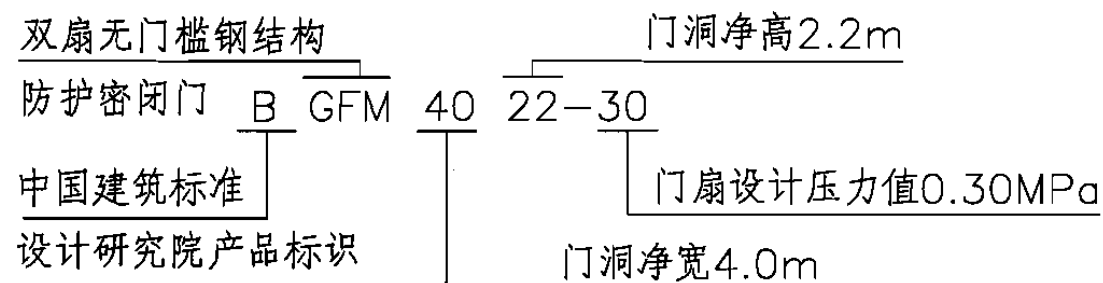 双扇无门槛钢结构 门洞净高2.2m
防护密闭门 B GFM 40 22-30
中国建筑标准 门扇设计压力值0.30MPa
设计研究院产品标识 门洞净宽4.0m